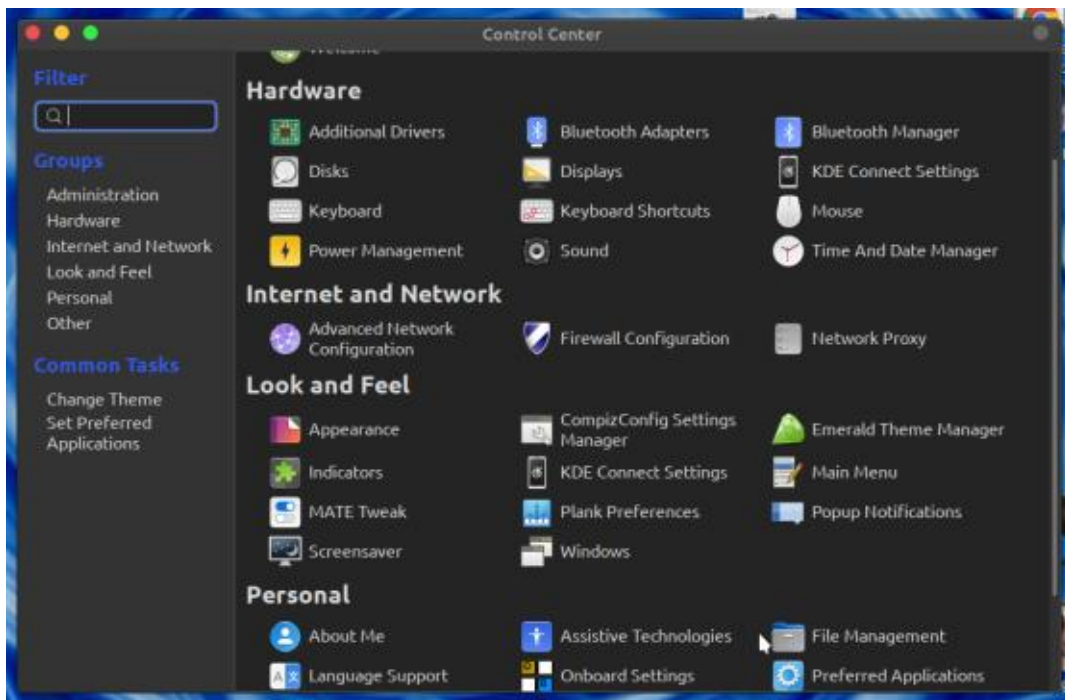 Control Center
Filter
Groups
Administration
Hardware
Internet and Network
Look and Feel
Personal
Other
Common Tasks
Change Theme
Set Preferred
Applications
Welcome
Hardware
Additional Drivers
Bluetooth Adapters
Bluetooth Manager
Disks
Displays
KDE Connect Settings
Keyboard
Keyboard Shortcuts
Mouse
Power Management
Sound
Time And Date Manager
Internet and Network
Advanced Network
Configuration
Firewall Configuration
Network Proxy
Look and Feel
Appearance
CompizConfig Settings
Manager
Emerald Theme Manager
Indicators
KDE Connect Settings
Main Menu
MATE Tweak
Plank Preferences
Popup Notifications
Screensaver
Windows
Personal
About Me
Assistive Technologies
File Management
Language Support
Onboard Settings
Preferred Applications